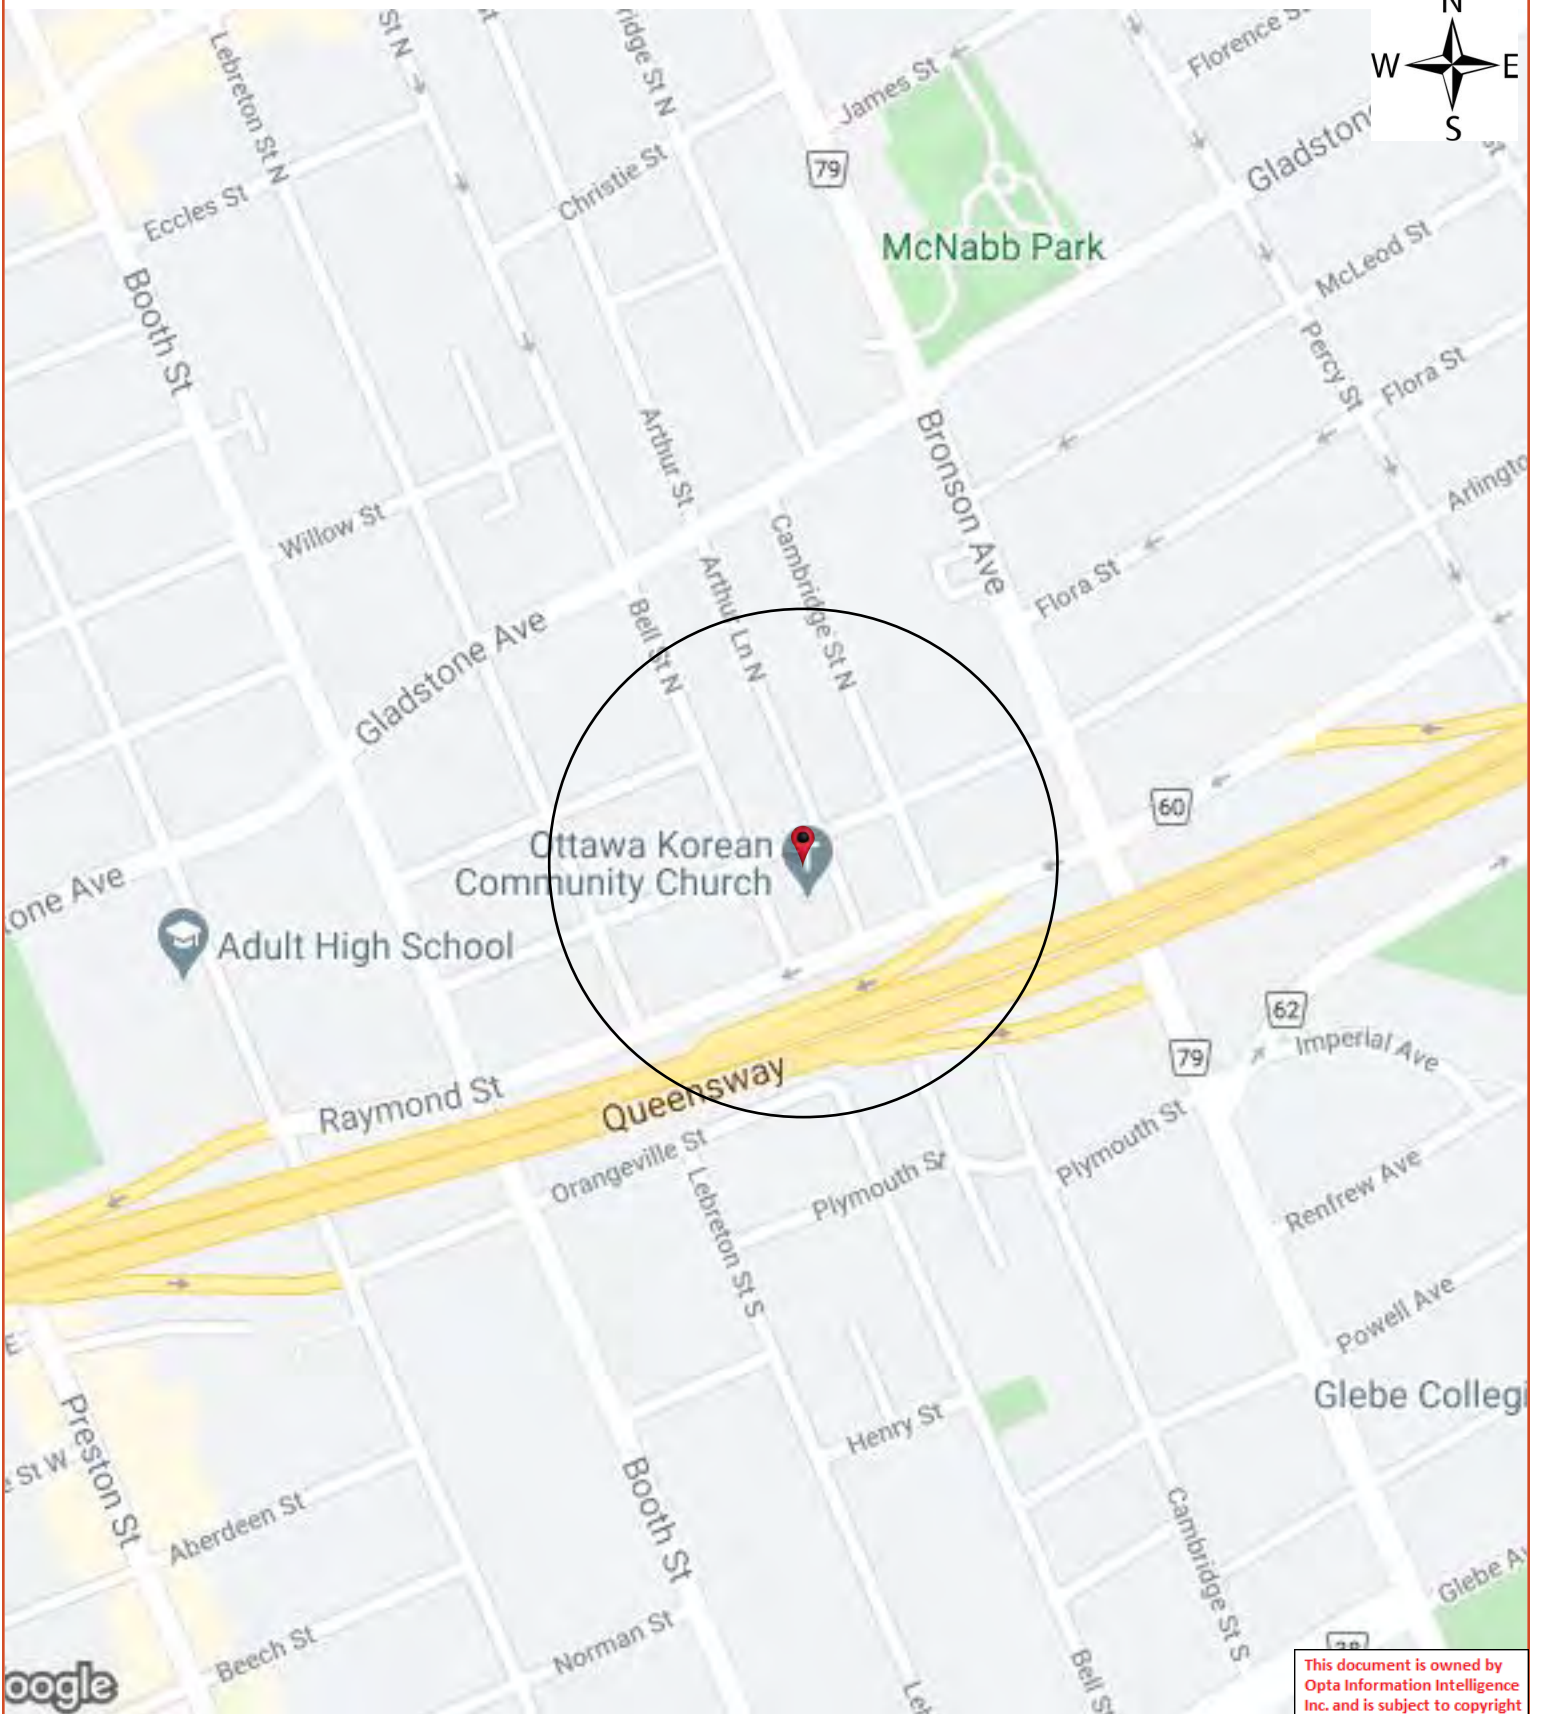 N
W E
S
Lebreton St N
St N
ridge St N
James St
Florence S
Gladstone
79
Christie St
Eccles St
McNabb Park
McLeod St
Booth St
Percy St
Flora St
Arthur St
Bronson Ave
Arlingto
Willow St
Cambridge St N
Arthur Ln N
Flora St
Bell St N
Gladstone Ave
60
Ottawa Korean
Community Church
tone Ave
Adult High School
62
Imperial Ave
79
Raymond St
Queensway
Orangeville St
Plymouth St
Plymouth St
Renfrew Ave
Lebreton St S
Powell Ave
E
Preston St
Glebe Collegi
Henry St
e St W
Booth St
Aberdeen St
Cambridge St S
Glebe Av
Norman St
Beech St
Bell St
Leb
oogle
This document is owned by
Opta Information Intelligence
Inc. and is subject to copyright